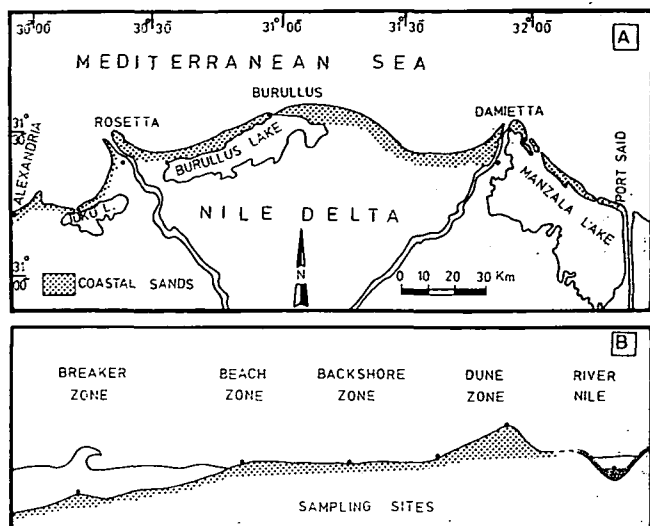 30°00 30°30 31°00 31°30 32°00
A
MEDITERRANEAN SEA
BURULLUS
ROSETTA
DAMIETTA
31°
30
ALEXANDRIA
BURULLUS LAKE
MANZALA LAKE
PORT SAID
NILE DELTA
31°
00
N
0 10 20 30 Km
COASTAL SANDS
B
BREAKER ZONE
BEACH ZONE
BACKSHORE ZONE
DUNE ZONE
RIVER NILE
SAMPLING SITES